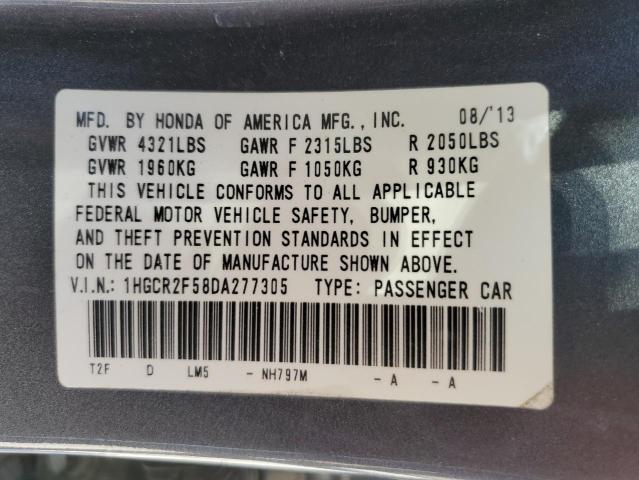 MFD. BY HONDA OF AMERICA MFG., INC. 08/'13
GVWR 4321LBS GAWR F 2315LBS R 2050LBS
GVWR 1960KG GAWR F 1050KG R 930KG
THIS VEHICLE CONFORMS TO ALL APPLICABLE
FEDERAL MOTOR VEHICLE SAFETY, BUMPER,
AND THEFT PREVENTION STANDARDS IN EFFECT
ON THE DATE OF MANUFACTURE SHOWN ABOVE.
V.I.N.: 1HGCR2F58DA277305 TYPE: PASSENGER CAR
T2F D LM5 - NH797M - A - A